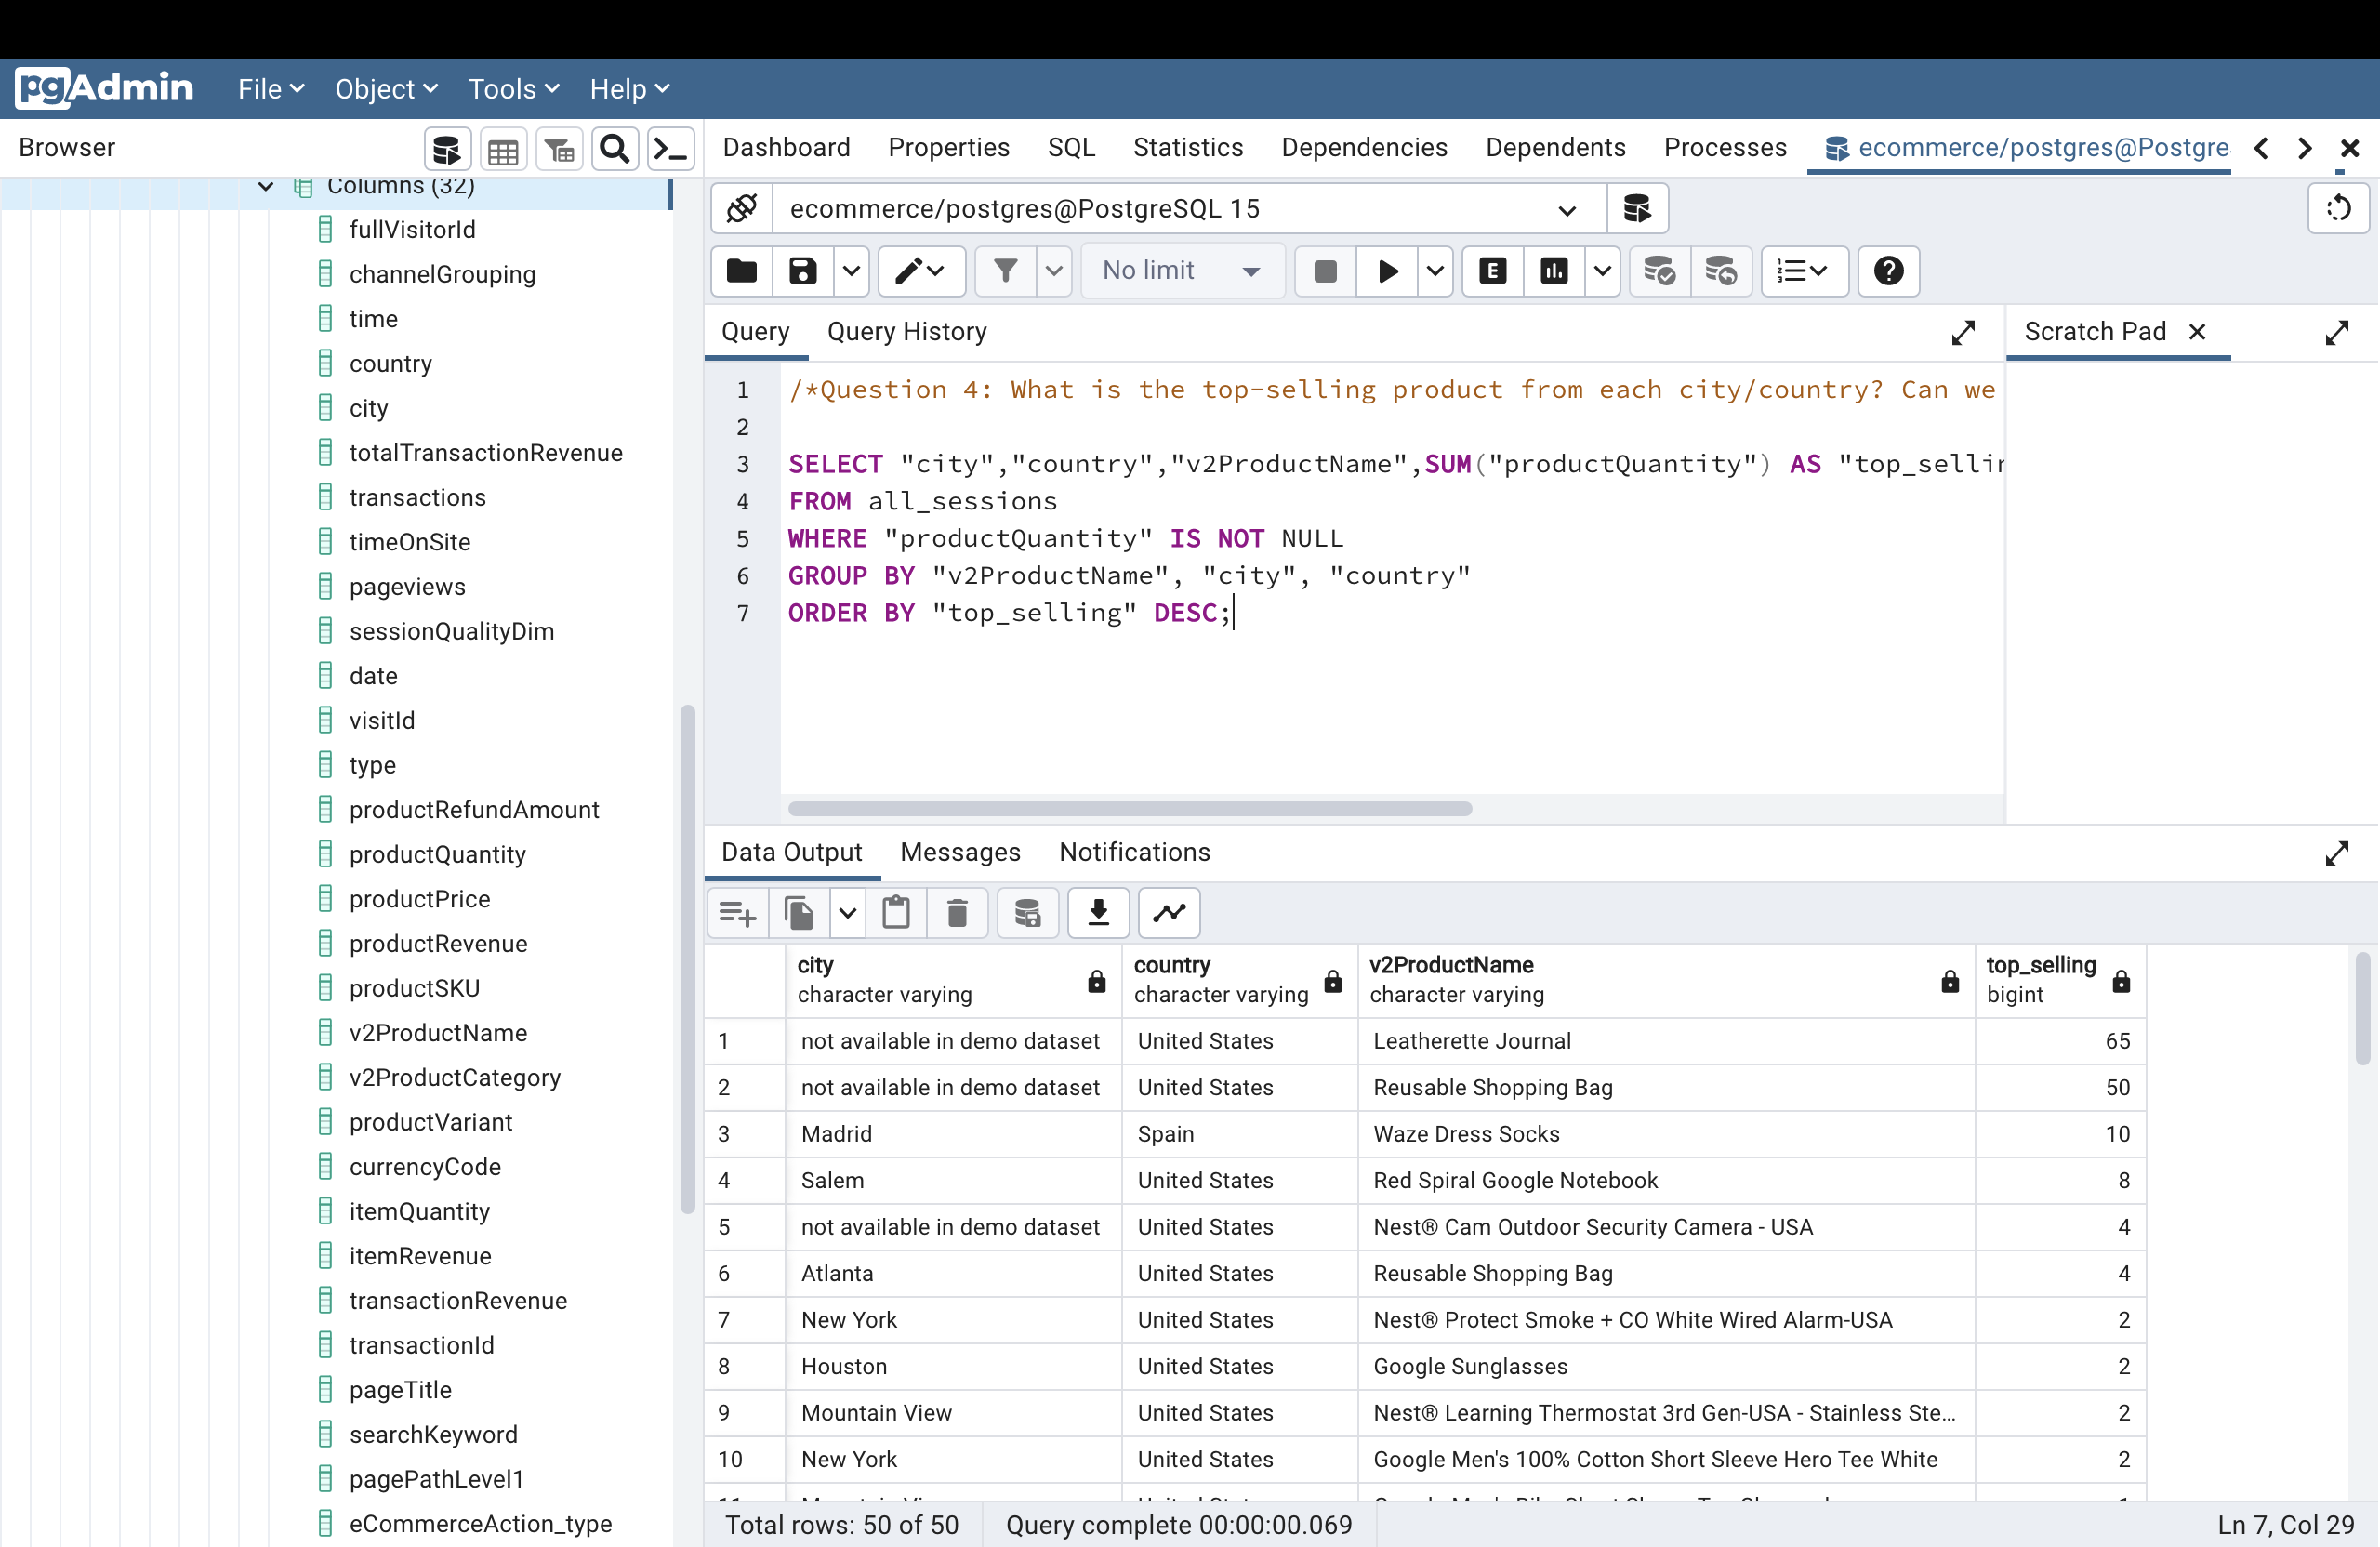 pgAdmin File Object Tools Help
Browser
Dashboard Properties SQL Statistics Dependencies Dependents Processes ecommerce/postgres@Postgre
Columns (32)
fullVisitorId
channelGrouping
time
country
city
totalTransactionRevenue
transactions
timeOnSite
pageviews
sessionQualityDim
date
visitId
type
productRefundAmount
productQuantity
productPrice
productRevenue
productSKU
v2ProductName
v2ProductCategory
productVariant
currencyCode
itemQuantity
itemRevenue
transactionRevenue
transactionId
pageTitle
searchKeyword
pagePathLevel1
eCommerceAction_type
ecommerce/postgres@PostgreSQL 15
No limit
E
Query Query History
Scratch Pad
1 /*Question 4: What is the top-selling product from each city/country? Can we
2
3 SELECT "city","country","v2ProductName",SUM("productQuantity") AS "top_sellin
4 FROM all_sessions
5 WHERE "productQuantity" IS NOT NULL
6 GROUP BY "v2ProductName", "city", "country"
7 ORDER BY "top_selling" DESC;
Data Output Messages Notifications
city country v2ProductName top_selling
character varying character varying character varying bigint
1 not available in demo dataset United States Leatherette Journal 65
2 not available in demo dataset United States Reusable Shopping Bag 50
3 Madrid Spain Waze Dress Socks 10
4 Salem United States Red Spiral Google Notebook 8
5 not available in demo dataset United States Nest® Cam Outdoor Security Camera - USA 4
6 Atlanta United States Reusable Shopping Bag 4
7 New York United States Nest® Protect Smoke + CO White Wired Alarm-USA 2
8 Houston United States Google Sunglasses 2
9 Mountain View United States Nest® Learning Thermostat 3rd Gen-USA - Stainless Ste...
2
10 New York United States Google Men's 100% Cotton Short Sleeve Hero Tee White 2
Total rows: 50 of 50 Query complete 00:00:00.069 Ln 7, Col 29